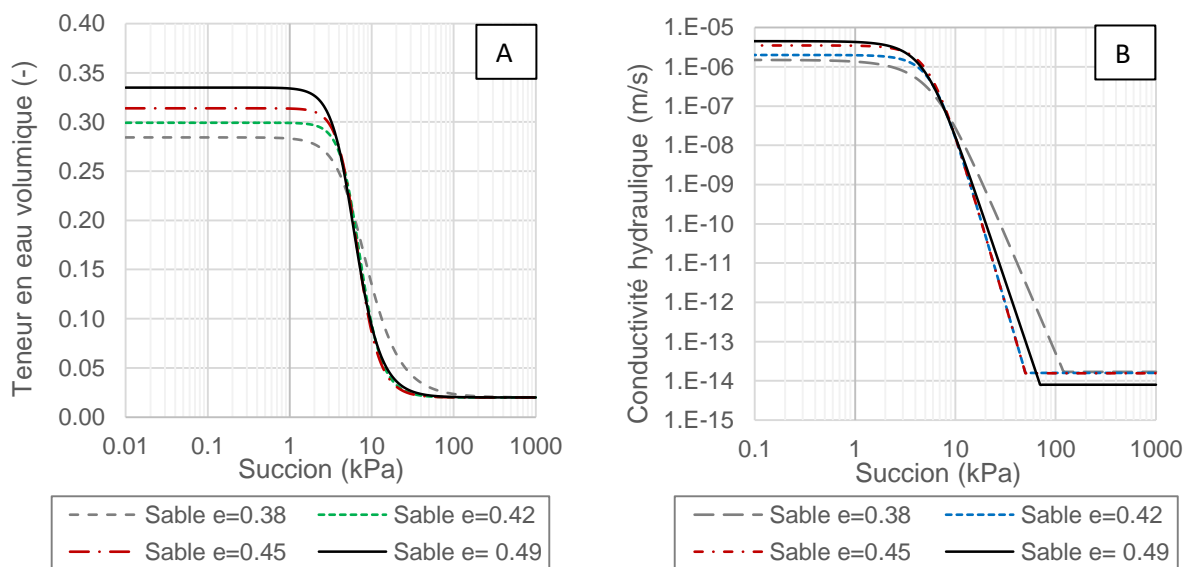 A
Teneur en eau volumique (-)
0.40
0.35
0.30
0.25
0.20
0.15
0.10
0.05
0.00
0.01 0.1 1 10 100 1000
Succion (kPa)
Sable e=0.38 Sable e=0.42
Sable e=0.45 Sable e= 0.49
B
Conductivité hydraulique (m/s)
1.E-05
1.E-06
1.E-07
1.E-08
1.E-09
1.E-10
1.E-11
1.E-12
1.E-13
1.E-14
1.E-15
0.1 1 10 100 1000
Succion (kPa)
Sable e=0.38 Sable e=0.42
Sable e=0.45 Sable e= 0.49